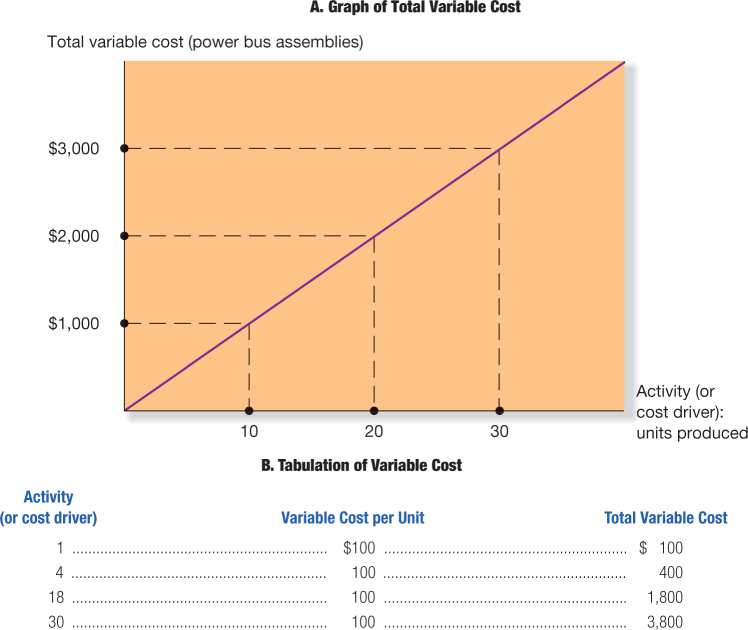 A. Graph of Total Variable Cost
Total variable cost (power bus assemblies)
$3,000
$2,000
$1,000
Activity (or
cost driver):
units produced
10 20 30
B. Tabulation of Variable Cost
Activity
(or cost driver) Variable Cost per Unit Total Variable Cost
1 ........ $100 ........ $ 100
4 ........ 100 ........ 400
18 ........ 100 ........ 1,800
30 ........ 100 ........ 3,800